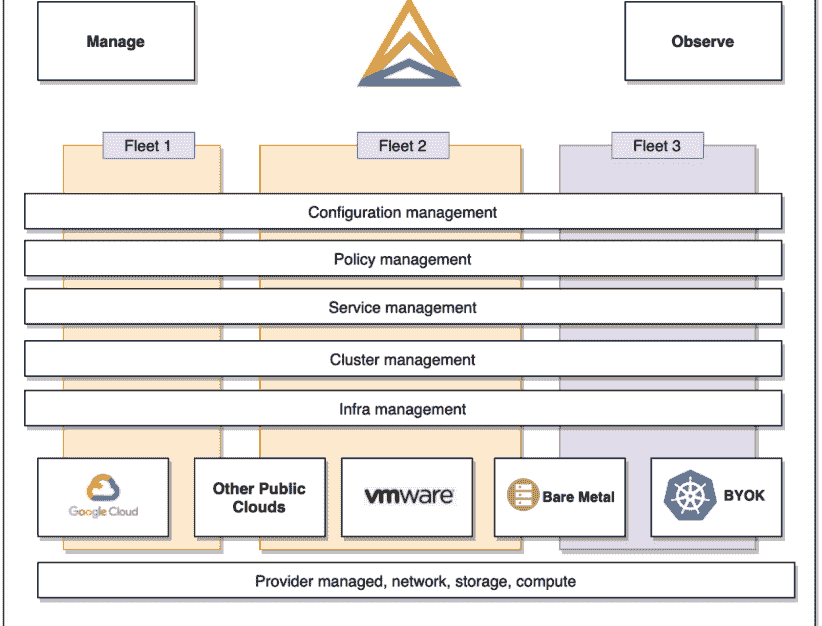 Manage
Observe
Fleet 1
Fleet 2
Fleet 3
Configuration management
Policy management
Service management
Cluster management
Infra management
Google Cloud
Other Public
Clouds
vmware
Bare Metal
BYOK
Provider managed, network, storage, compute